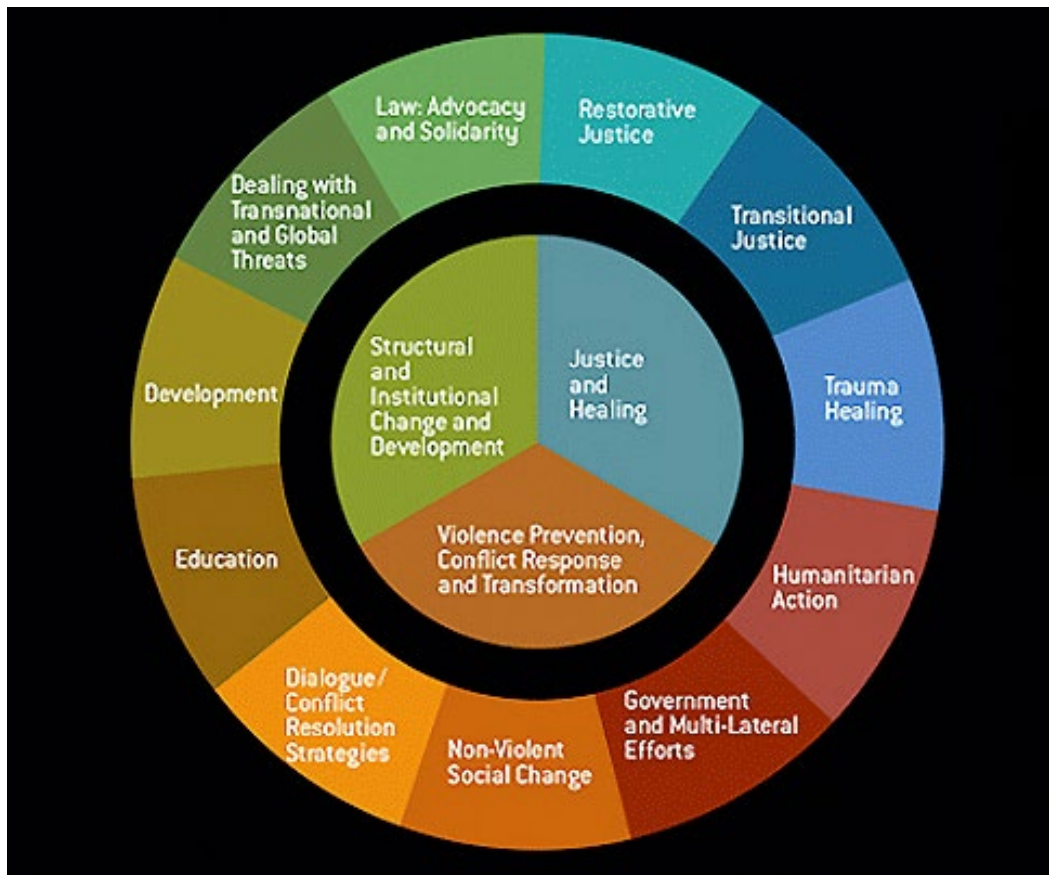 Law: Advocacy
and Solidarity
Restorative
Justice
Transitional
Justice
Trauma
Healing
Humanitarian
Action
Government
and Multi-Lateral
Efforts
Non-Violent
Social Change
Dialogue/
Conflict
Resolution
Strategies
Education
Development
Dealing with
Transnational
and Global
Threats
Structural
and
Institutional
Change and
Development
Justice
and
Healing
Violence Prevention,
Conflict Response
and Transformation